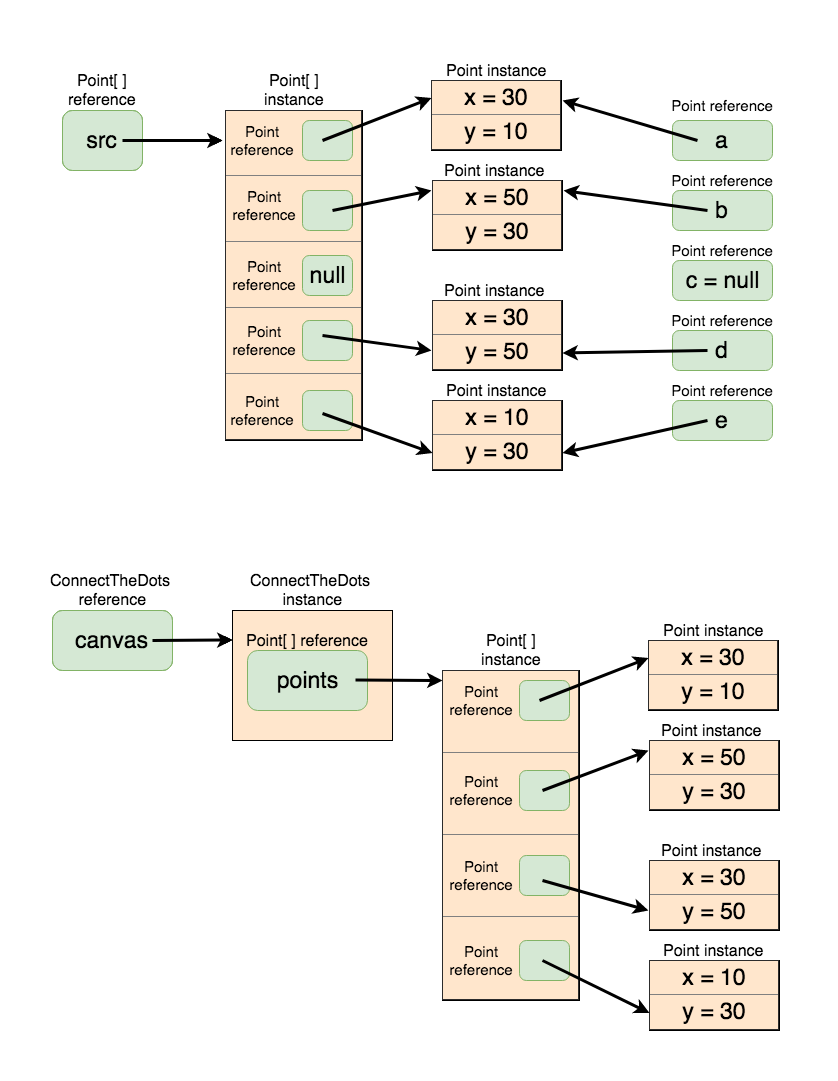 Point[ ]
reference
src
Point[ ]
instance
Point
reference
Point
reference
Point
reference
null
Point
reference
Point
reference
Point instance
x = 30
y = 10
Point instance
x = 50
y = 30
Point instance
x = 30
y = 50
Point instance
x = 10
y = 30
Point reference
a
Point reference
b
Point reference
c = null
Point reference
d
Point reference
e
ConnectTheDots
reference
canvas
ConnectTheDots
instance
Point[ ] reference
points
Point[ ]
instance
Point
reference
Point
reference
Point
reference
Point
reference
Point instance
x = 30
y = 10
Point instance
x = 50
y = 30
Point instance
x = 30
y = 50
Point instance
x = 10
y = 30